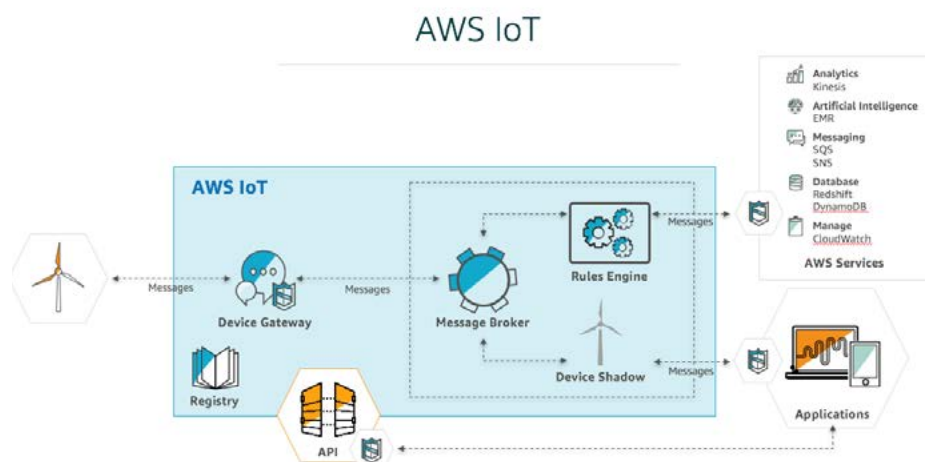 AWS IoT
Analytics
Kinesis
Artificial Intelligence
EMR
Messaging
SQS
SNS
Database
Redshift
DynamoDB
Manage
CloudWatch
AWS Services
AWS IoT
Messages
Device Gateway
Messages
Message Broker
Rules Engine
Messages
Device Shadow
Messages
Registry
API
Applications